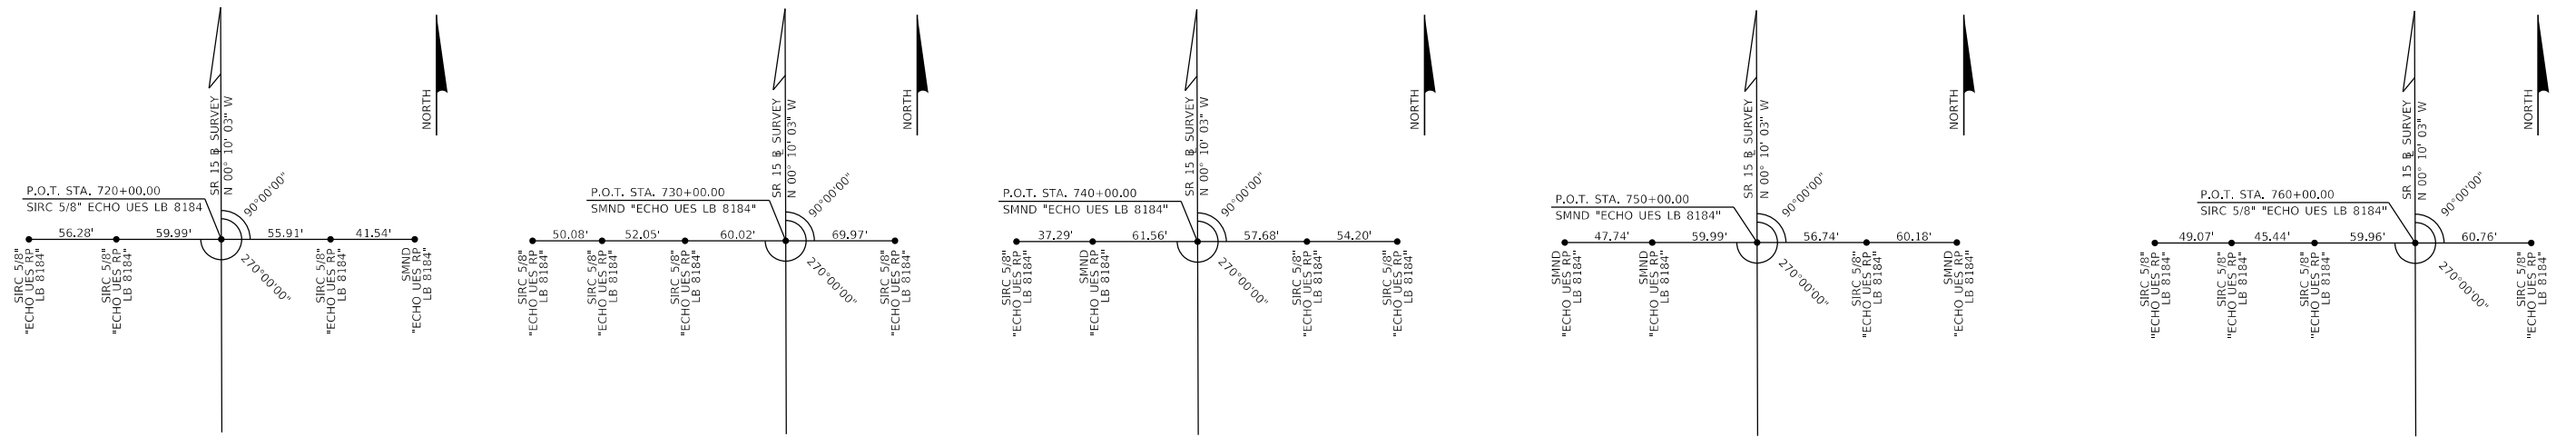 SR 15 ℄ SURVEY
N 00° 10' 03" W
NORTH
P.O.T. STA. 720+00.00
SIRC 5/8" ECHO UES LB 8184
90°00'00"
270°00'00"
56.28'
59.99'
55.91'
41.54'
SIRC 5/8"
"ECHO UES RP
LB 8184"
SIRC 5/8"
"ECHO UES RP
LB 8184"
SIRC 5/8"
"ECHO UES RP
LB 8184"
SMND
"ECHO UES RP
LB 8184"
SR 15 ℄ SURVEY
N 00° 10' 03" W
NORTH
P.O.T. STA. 730+00.00
SMND "ECHO UES LB 8184"
90°00'00"
270°00'00"
50.08'
52.05'
60.02'
69.97'
SIRC 5/8"
"ECHO UES RP
LB 8184"
SIRC 5/8"
"ECHO UES RP
LB 8184"
SIRC 5/8"
"ECHO UES RP
LB 8184"
SIRC 5/8"
"ECHO UES RP
LB 8184"
SR 15 ℄ SURVEY
N 00° 10' 03" W
NORTH
P.O.T. STA. 740+00.00
SMND "ECHO UES LB 8184"
90°00'00"
270°00'00"
37.29'
61.56'
57.68'
54.20'
SIRC 5/8"
"ECHO UES RP
LB 8184"
SMND
"ECHO UES RP
LB 8184"
SIRC 5/8"
"ECHO UES RP
LB 8184"
SIRC 5/8"
"ECHO UES RP
LB 8184"
SR 15 ℄ SURVEY
N 00° 10' 03" W
NORTH
P.O.T. STA. 750+00.00
SMND "ECHO UES LB 8184"
90°00'00"
270°00'00"
47.74'
59.99'
56.74'
60.18'
SMND
"ECHO UES RP
LB 8184"
SMND
"ECHO UES RP
LB 8184"
SIRC 5/8"
"ECHO UES RP
LB 8184"
SMND
"ECHO UES RP
LB 8184"
SR 15 ℄ SURVEY
N 00° 10' 03" W
NORTH
P.O.T. STA. 760+00.00
SIRC 5/8" "ECHO UES LB 8184"
90°00'00"
270°00'00"
49.07'
45.44'
59.96'
60.76'
SIRC 5/8"
"ECHO UES RP
LB 8184"
SIRC 5/8"
"ECHO UES RP
LB 8184"
SIRC 5/8"
"ECHO UES RP
LB 8184"
SIRC 5/8"
"ECHO UES RP
LB 8184"